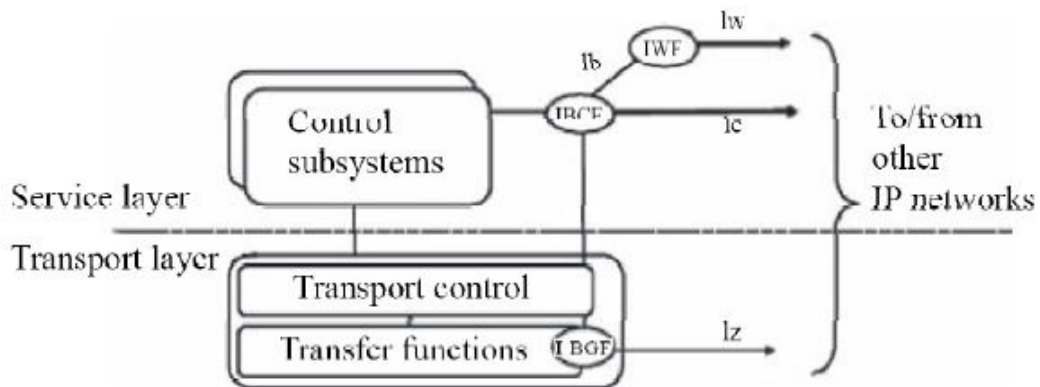 Iw
IWF
Ib
IBCF
Ic
Control
subsystems
To/from
other
IP networks
Service layer
Transport layer
Transport control
Transfer functions
I BGF
Iz